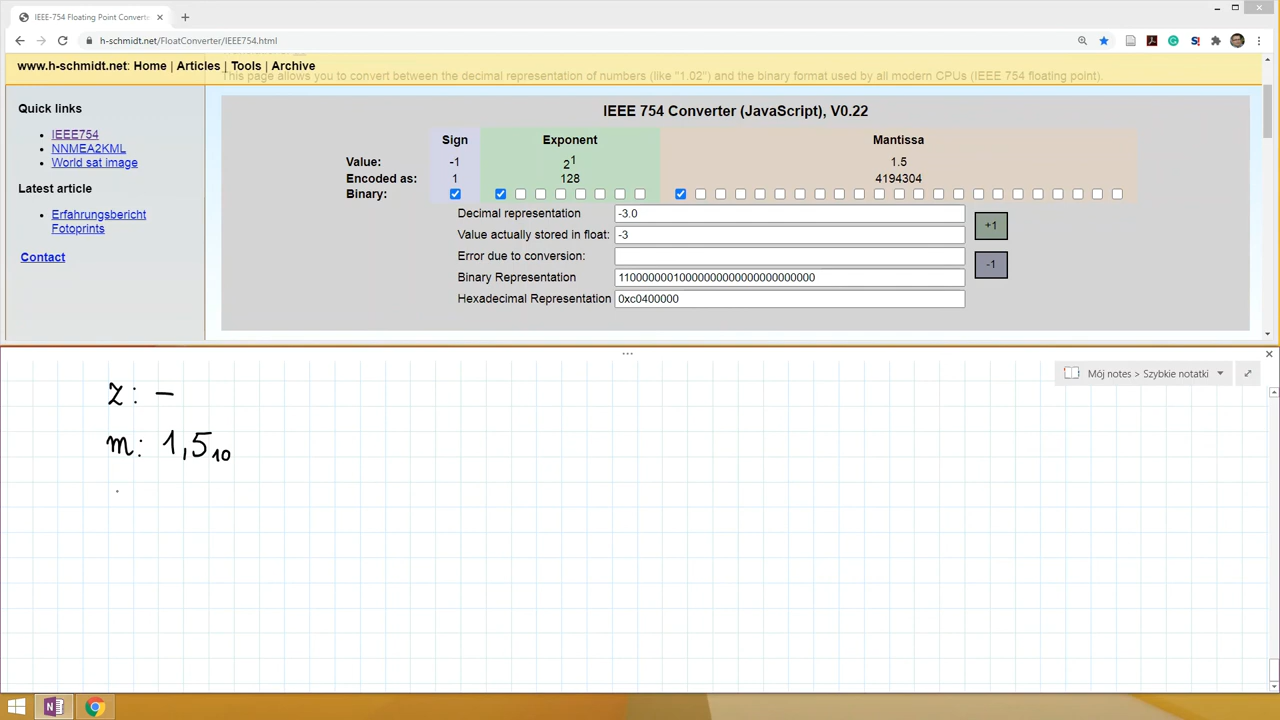 IEEE-754 Floating Point Converte
h-schmidt.net/FloatConverter/IEEE754.html
www.h-schmidt.net: Home | Articles | Tools | Archive
This page allows you to convert between the decimal representation of numbers (like "1.02") and the binary format used by all modern CPUs (IEEE 754 floating point).
Quick links
IEEE754
NNMEA2KML
World sat image
Latest article
Erfahrungsbericht
Fotoprints
Contact
IEEE 754 Converter (JavaScript), V0.22
Sign Exponent Mantissa
Value: -1 2^1 1.5
Encoded as: 1 128 4194304
Binary:
Decimal representation -3.0
Value actually stored in float: -3
Error due to conversion:
Binary Representation 11000000010000000000000000000000
Hexadecimal Representation 0xc0400000
+1
-1
Mój notes > Szybkie notatki
z: -
m: 1,5₁₀